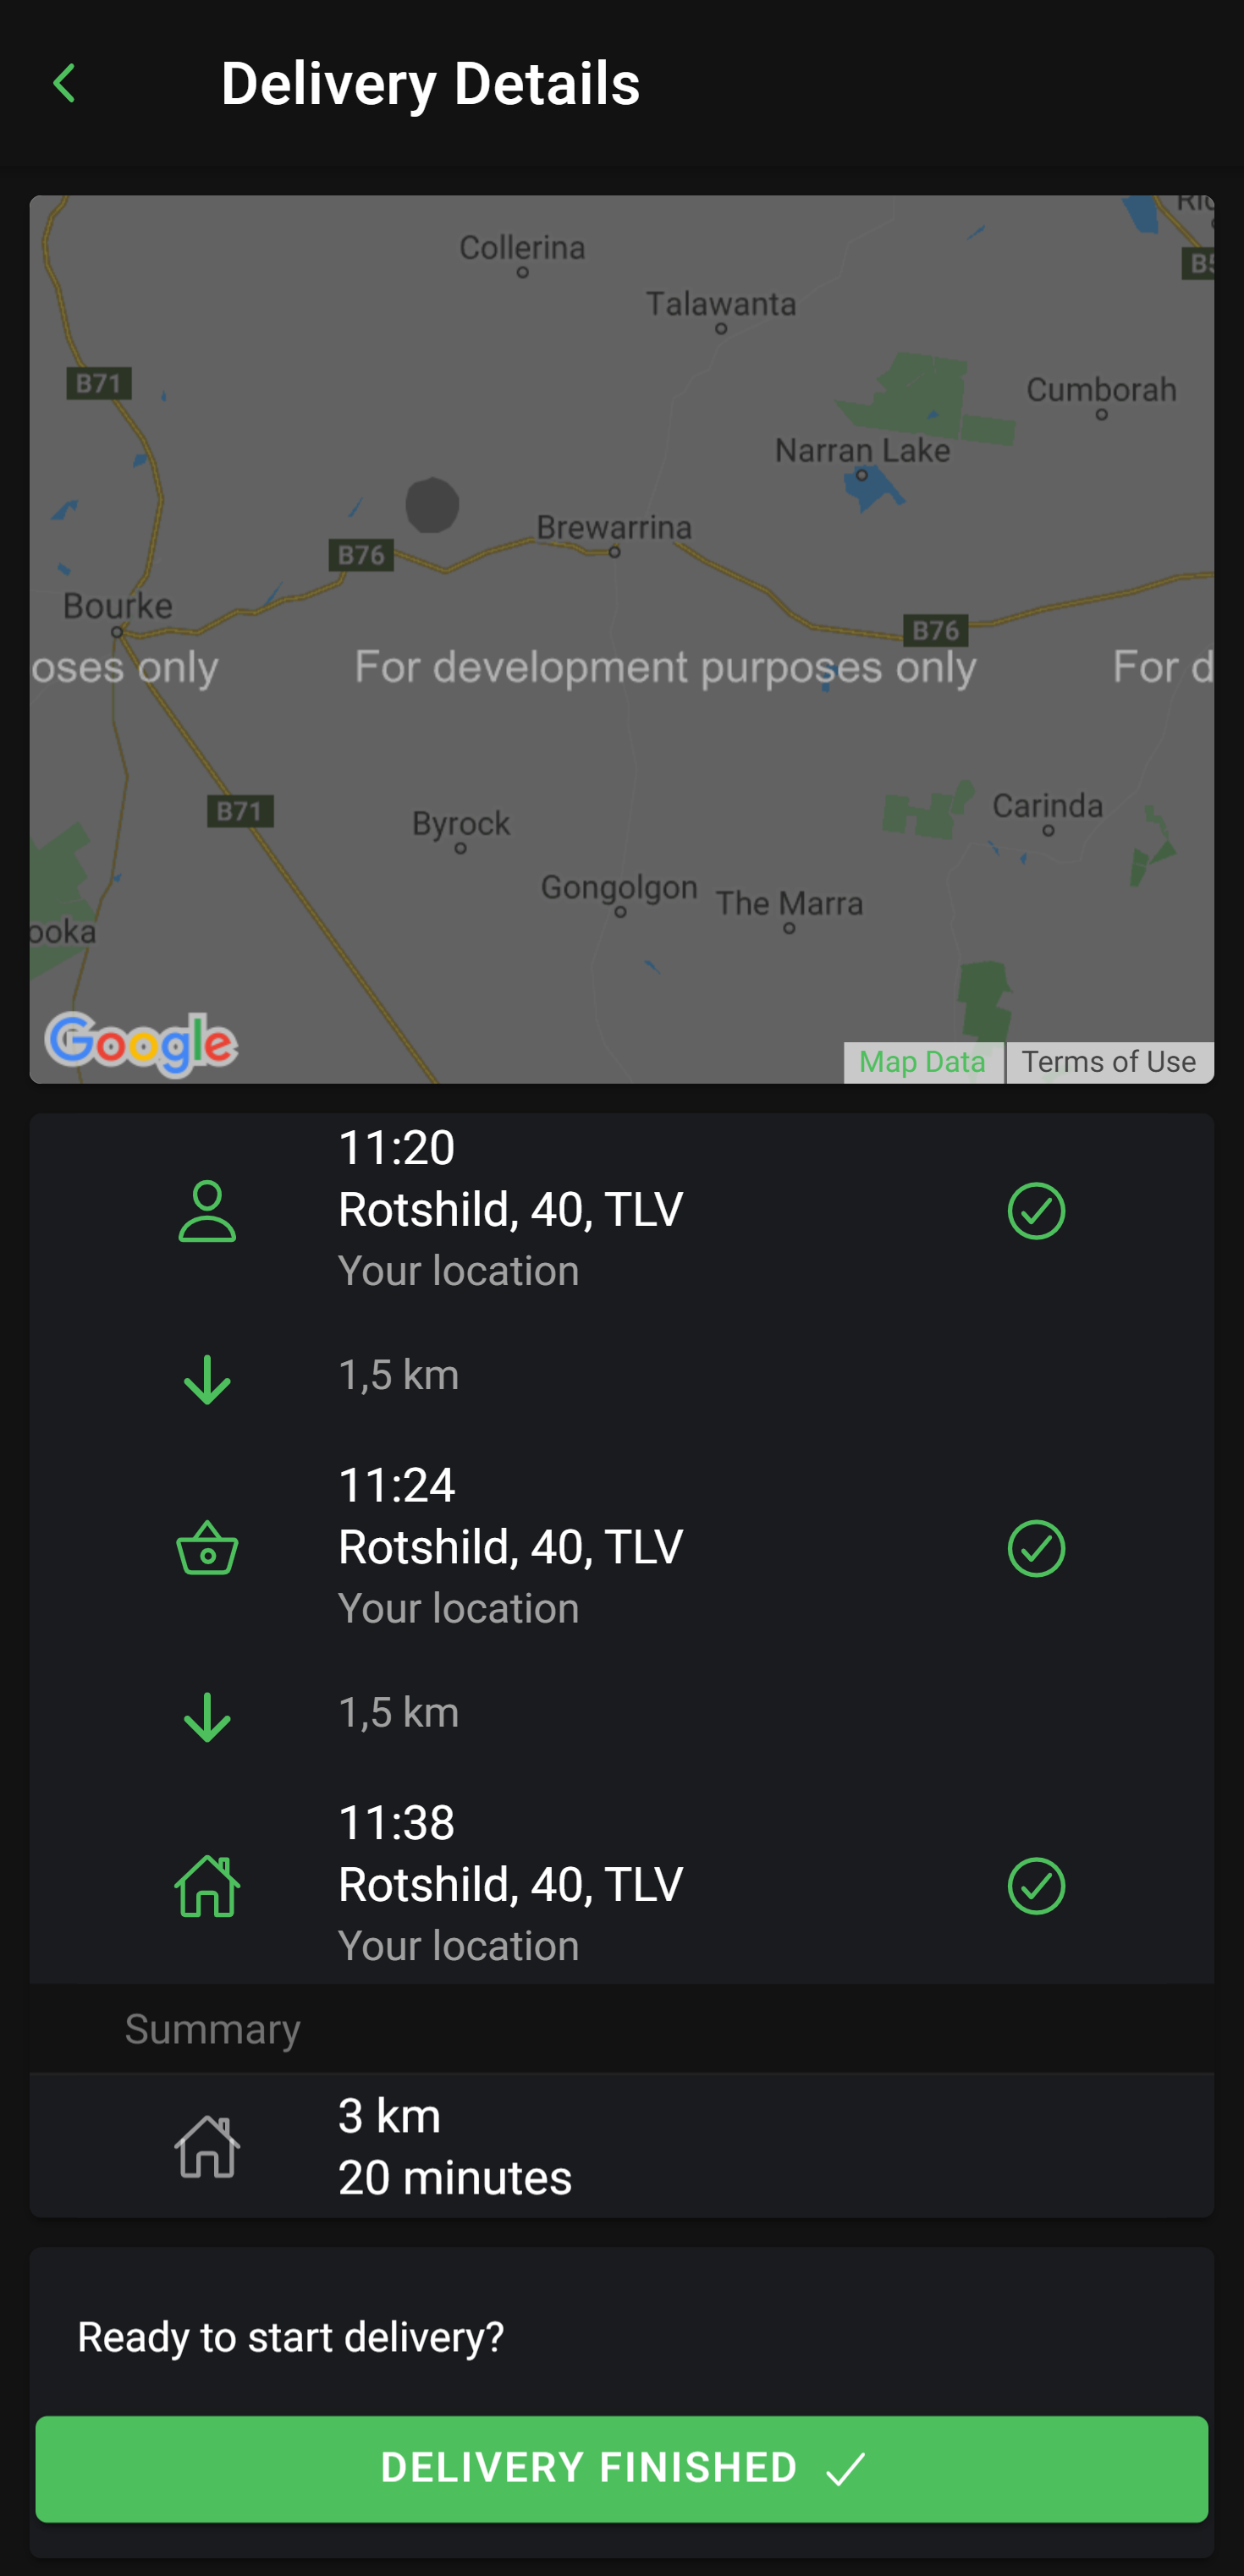 Delivery Details
Collerina
Talawanta
B71
Cumborah
Narran Lake
Brewarrina
B76
Bourke
B76
oses only
For development purposes only
For d
B71
Byrock
Carinda
Gongolgon
The Marra
ooka
Google
Map Data
Terms of Use
11:20
Rotshild, 40, TLV
Your location
1,5 km
11:24
Rotshild, 40, TLV
Your location
1,5 km
11:38
Rotshild, 40, TLV
Your location
Summary
3 km
20 minutes
Ready to start delivery?
DELIVERY FINISHED